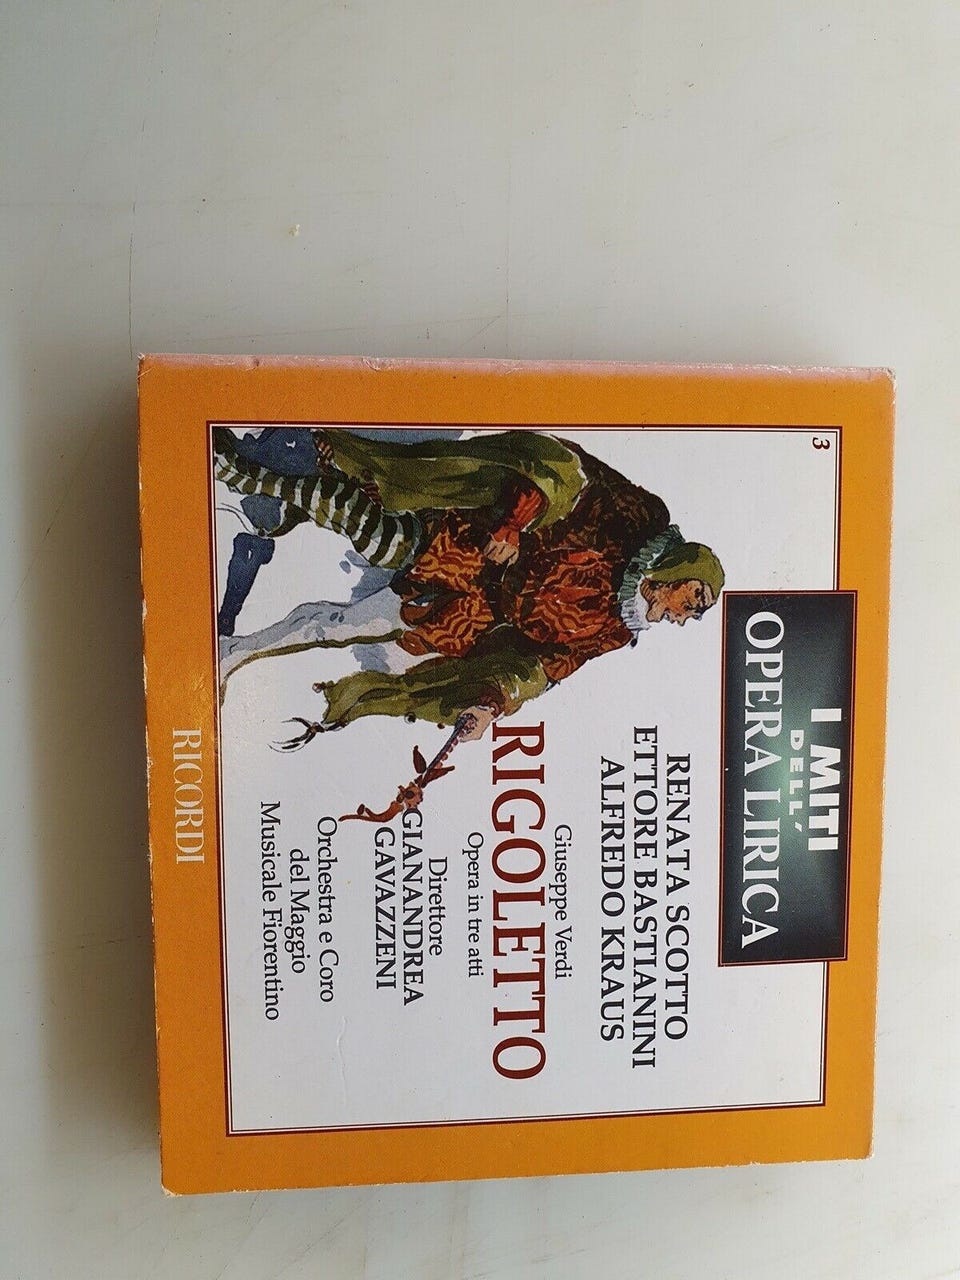 3
I MITI
DELL'
OPERA LIRICA
RENATA SCOTTO
ETTORE BASTIANINI
ALFREDO KRAUS
Giuseppe Verdi
RIGOLETTO
Opera in tre atti
Direttore
GIANANDREA
GAVAZZENI
Orchestra e Coro
del Maggio
Musicale Fiorentino
RICORDI